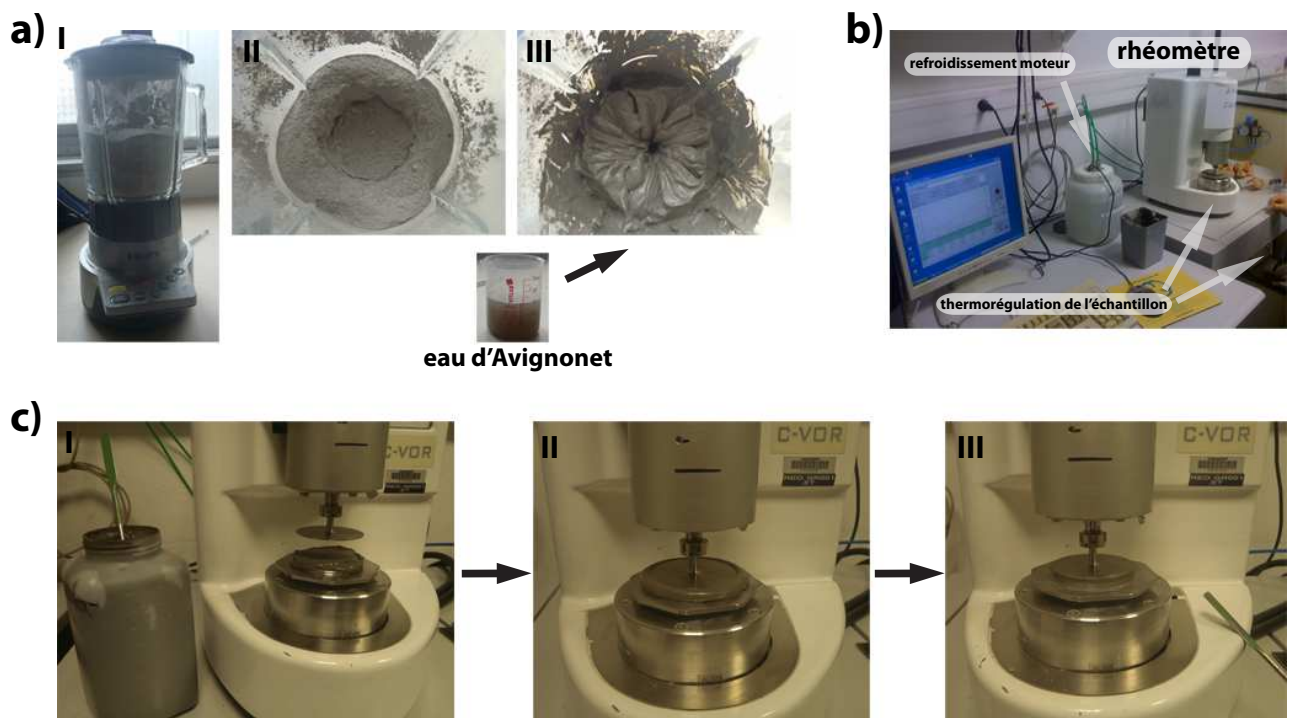 a)
I
II
III
eau d'Avignonet
b)
rhéomètre
refroidissement moteur
thermorégulation de l'échantillon
c)
I
C-VOR
II
C-VOR
III
C-VOR